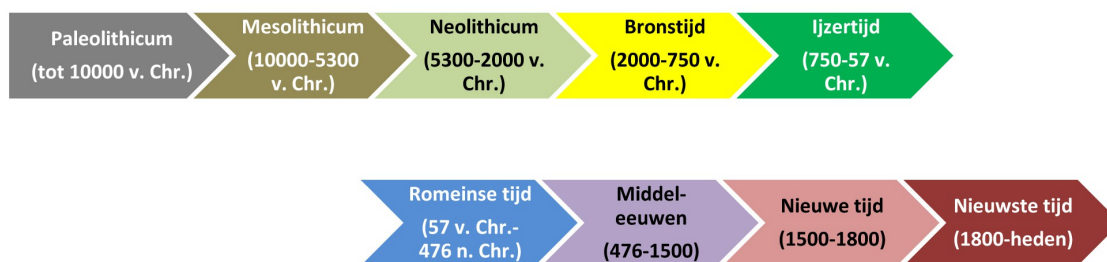 Paleolithicum
(tot 10000 v. Chr.)
Mesolithicum
(10000-5300
v. Chr.)
Neolithicum
(5300-2000 v.
Chr.)
Bronstijd
(2000-750 v.
Chr.)
Ijzertijd
(750-57 v.
Chr.)
Romeinse tijd
(57 v. Chr.-
476 n. Chr.)
Middel-
eeuwen
(476-1500)
Nieuwe tijd
(1500-1800)
Nieuwste tijd
(1800-heden)